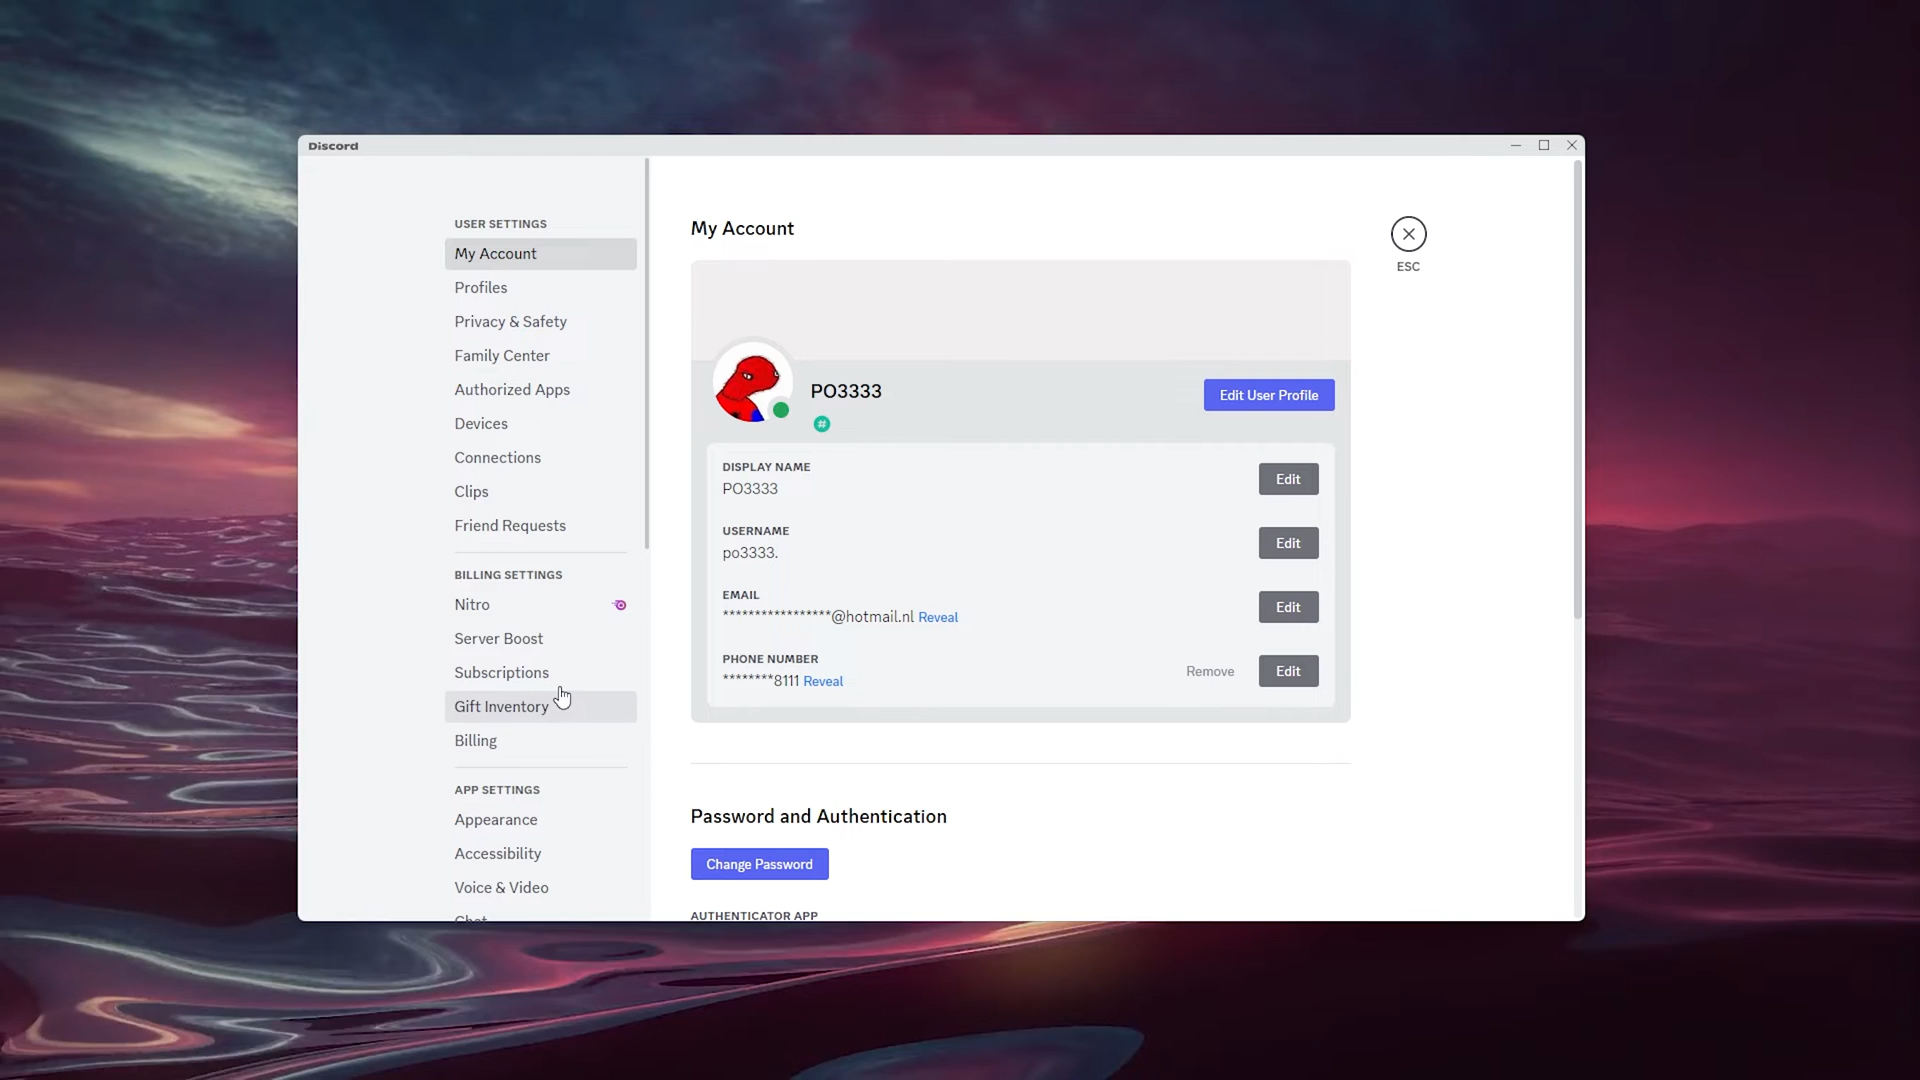 Discord
USER SETTINGS
My Account
Profiles
Privacy & Safety
Family Center
Authorized Apps
Devices
Connections
Clips
Friend Requests
BILLING SETTINGS
Nitro
Server Boost
Subscriptions
Gift Inventory
Billing
APP SETTINGS
Appearance
Accessibility
Voice & Video
Chat
My Account
ESC
PO3333
Edit User Profile
#
DISPLAY NAME
PO3333
Edit
USERNAME
po3333.
Edit
EMAIL
*****************@hotmail.nl Reveal
Edit
PHONE NUMBER
********8111 Reveal
Remove
Edit
Password and Authentication
Change Password
AUTHENTICATOR APP